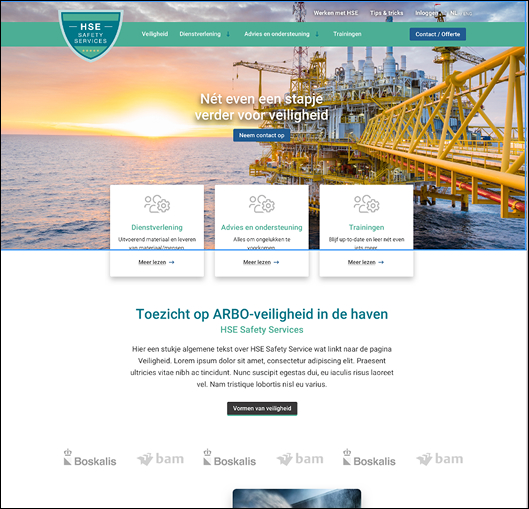 Werken met HSE Tips & tricks Inloggen NL
HSE
SAFETY
SERVICES
Veiligheid Dienstverlening Advies en ondersteuning Trainingen Contact / Offerte
Nét even een stapje
verder voor veiligheid
Neem contact op
Dienstverlening
Uitvoerend materiaal en leveren
van materiaal/mensen
Meer lezen
Advies en ondersteuning
Alles om ongelukken te
voorkomen
Meer lezen
Trainingen
Blijf up-to-date en leer net even
iets meer
Meer lezen
Toezicht op ARBO-veiligheid in de haven
HSE Safety Services
Hier een stukje algemene tekst over HSE Safety Service wat linkt naar de pagina
Veiligheid. Lorem ipsum dolor sit amet, consectetur adipiscing elit. Praesent
ultricies vitae nibh ac tincidunt. Nunc suscipit egestas dui, eu iaculis risus laoreet
vel. Nam tristique lobortis nisl eu varius.
Vormen van veiligheid
Boskalis bam Boskalis bam Boskalis bam